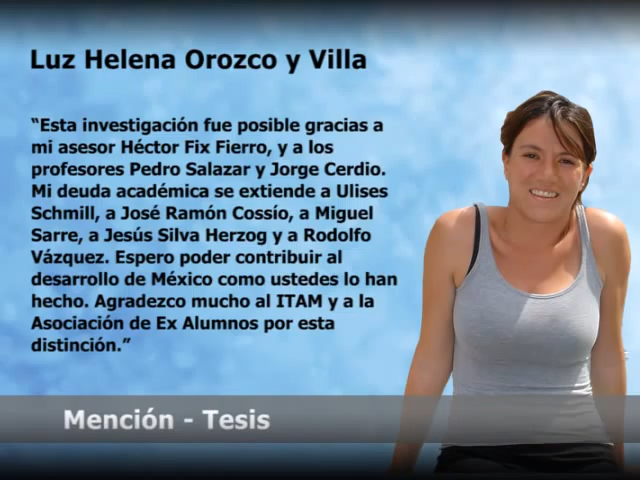 Luz Helena Orozco y Villa
“Esta investigación fue posible gracias a
mi asesor Héctor Fix Fierro, y a los
profesores Pedro Salazar y Jorge Cerdio.
Mi deuda académica se extiende a Ulises
Schmill, a José Ramón Cossío, a Miguel
Sarre, a Jesús Silva Herzog y a Rodolfo
Vázquez. Espero poder contribuir al
desarrollo de México como ustedes lo han
hecho. Agradezco mucho al ITAM y a la
Asociación de Ex Alumnos por esta
distinción.”
Mención - Tesis